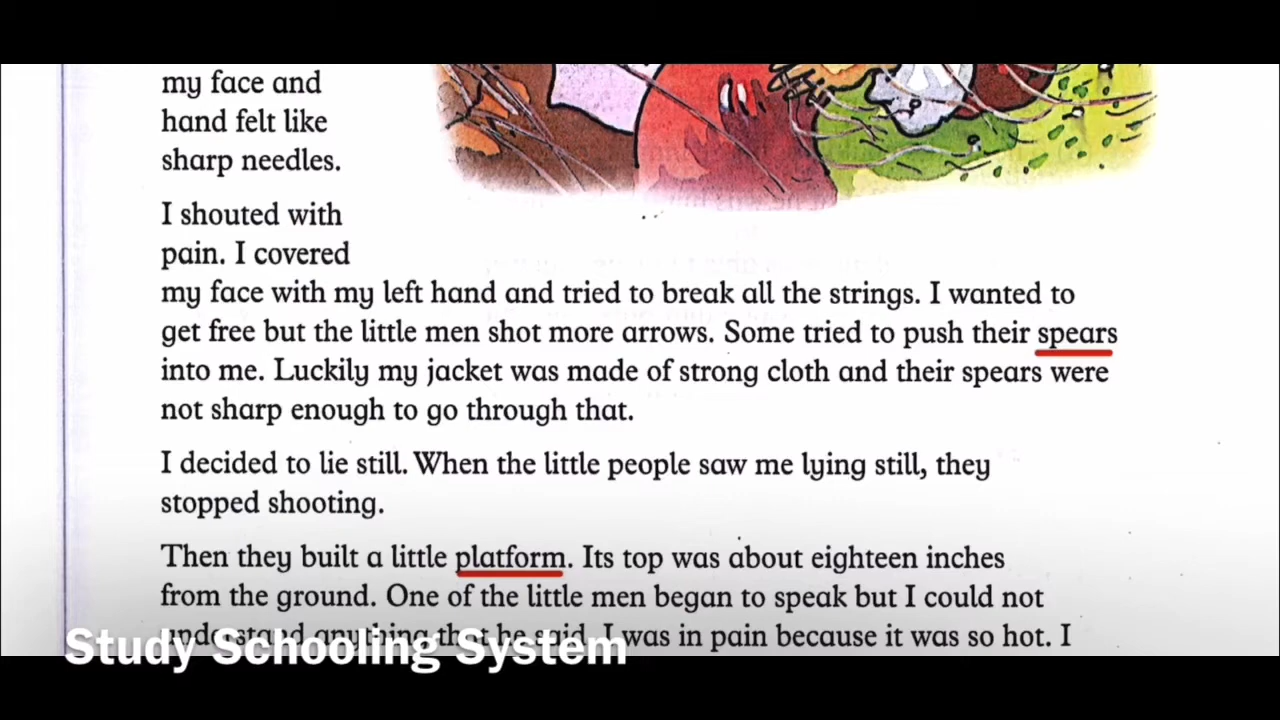 my face and
hand felt like
sharp needles.
I shouted with
pain. I covered
my face with my left hand and tried to break all the strings. I wanted to
get free but the little men shot more arrows. Some tried to push their spears
into me. Luckily my jacket was made of strong cloth and their spears were
not sharp enough to go through that.
I decided to lie still. When the little people saw me lying still, they
stopped shooting.
Then they built a little platform. Its top was about eighteen inches
from the ground. One of the little men began to speak but I could not
understand anything that he said. I was in pain because it was so hot. I
Study Schooling System